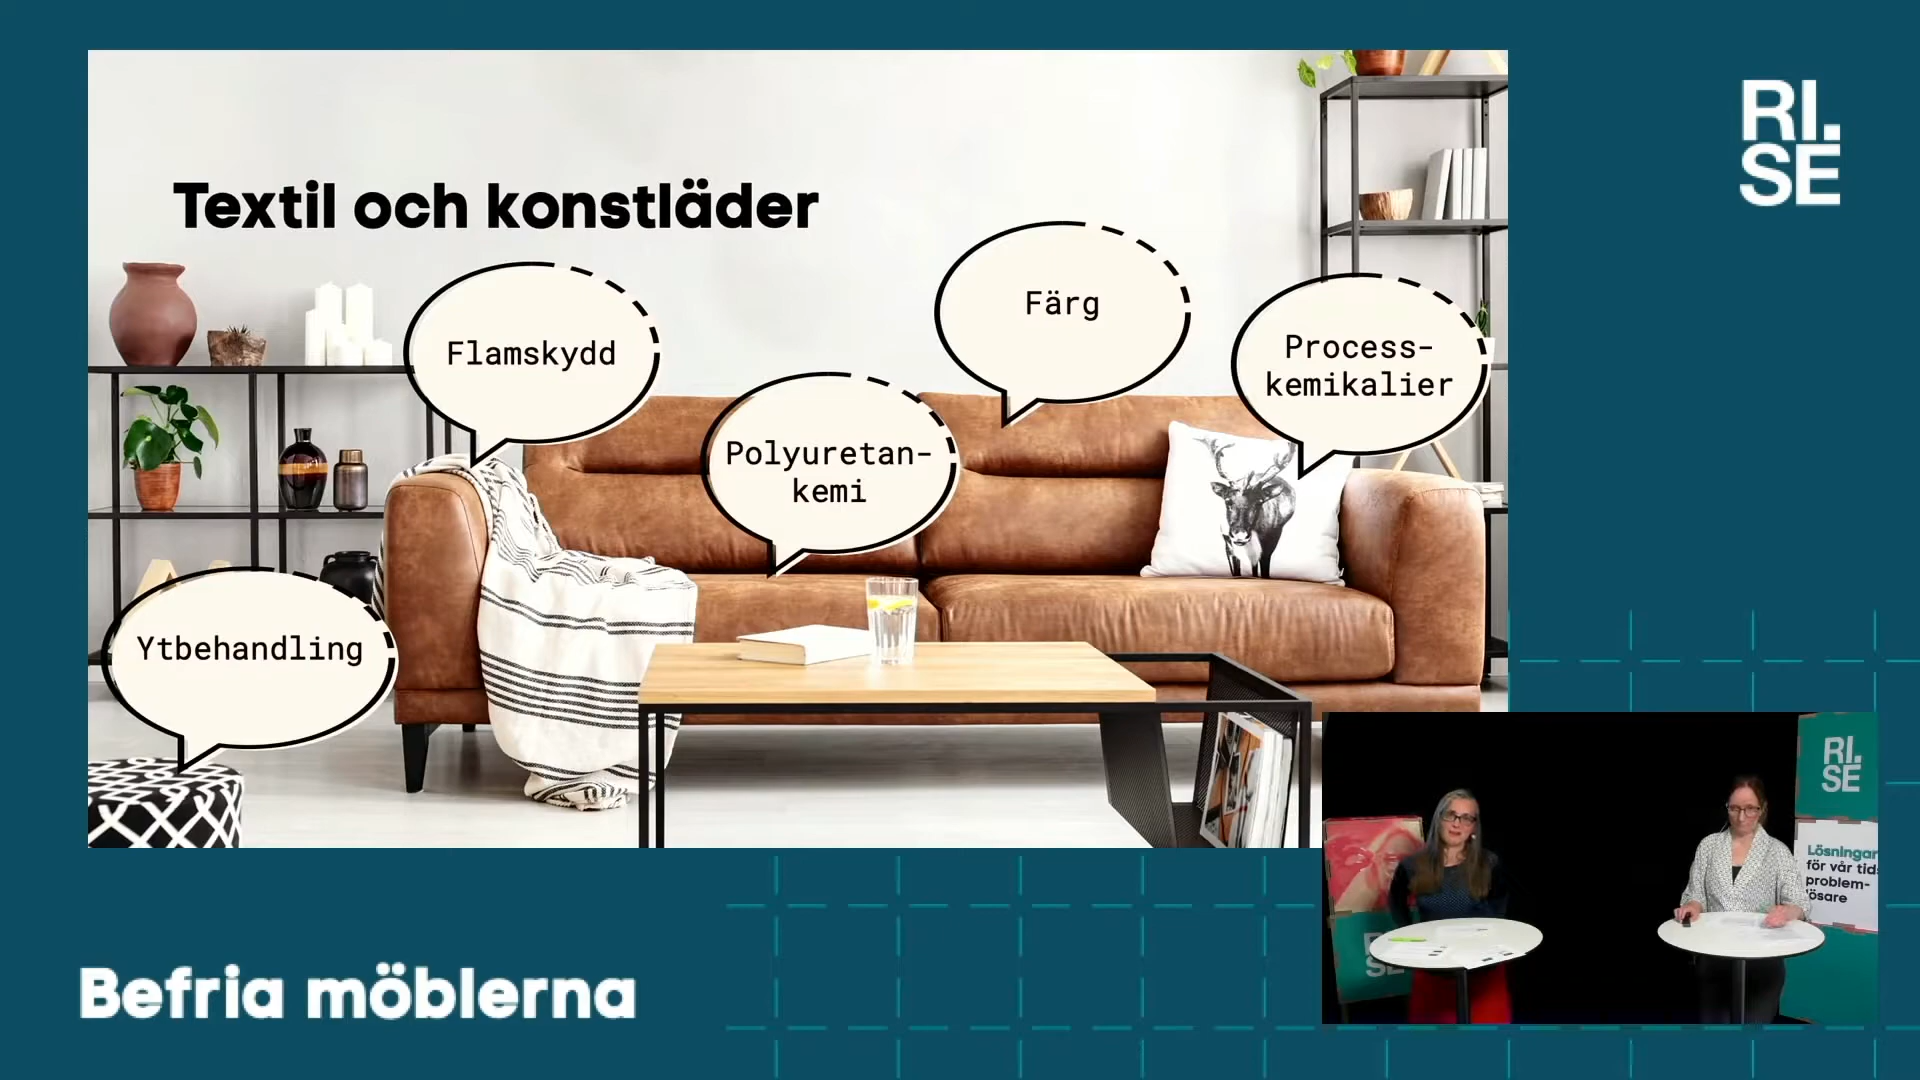 RI.
SE
Textil och konstläder
Färg
Flamskydd
Process-
kemikalier
Polyuretan-
kemi
Ytbehandling
RI.
SE
Lösningar
för vår tids
problem-
lösare
SE
Befria möblerna